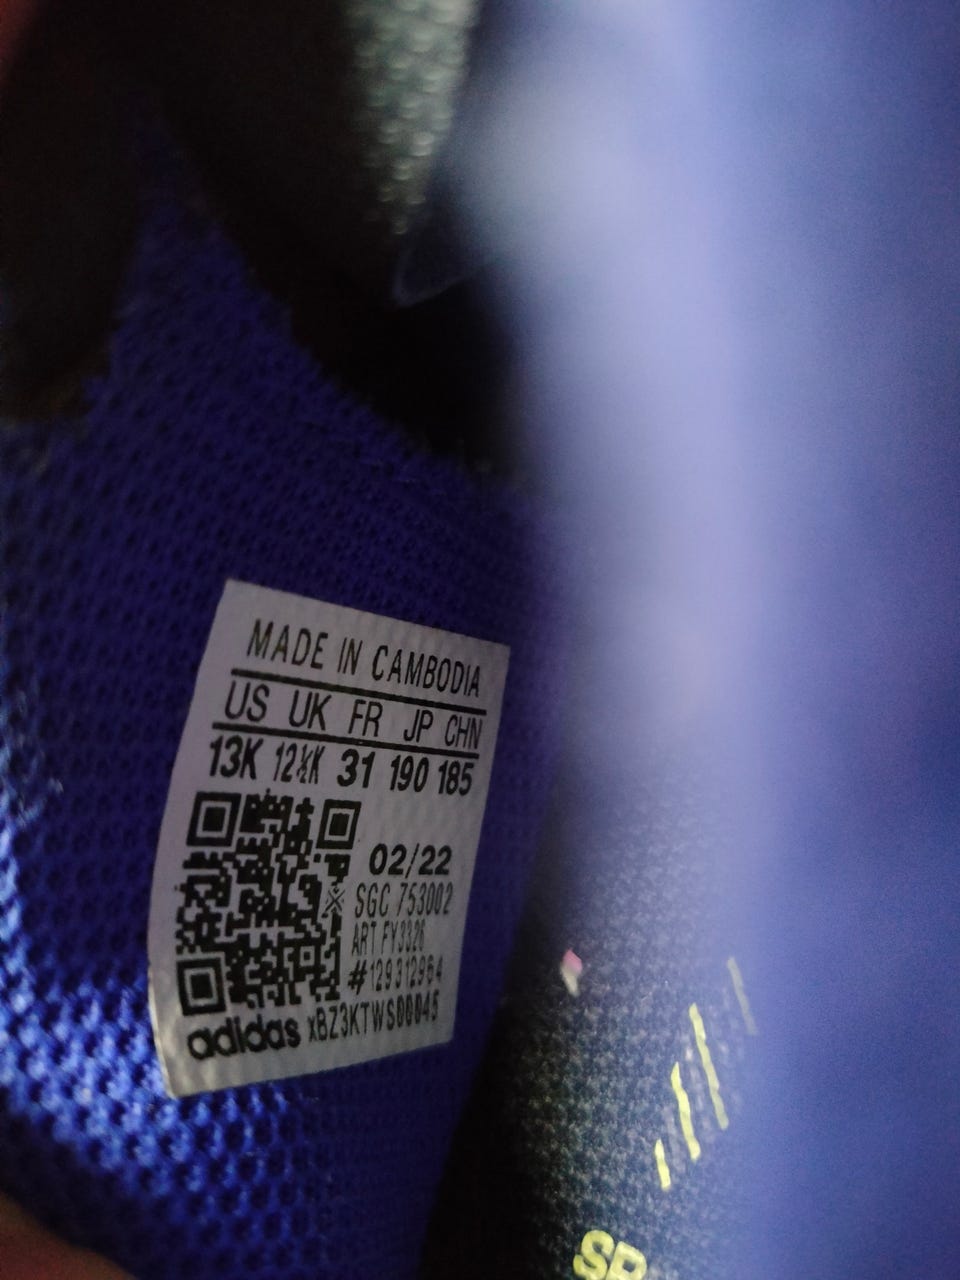 MADE IN CAMBODIA
US UK FR JP CHN
13K 12½K 31 190 185
02/22
SGC 753002
ART FY3326
#129312964
adidas xBZ3KTWS00045